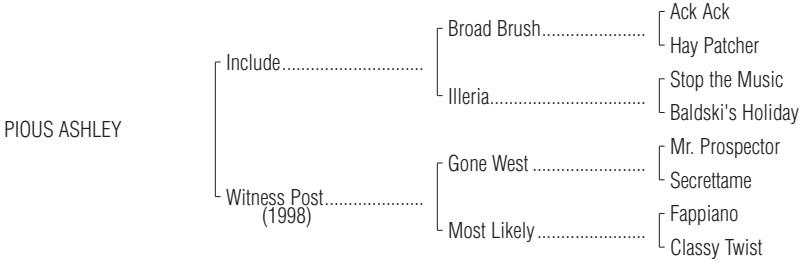 Ack Ack
Broad Brush......................
Hay Patcher
Include..............................
Stop the Music
Illeria.................................
Baldski's Holiday
PIOUS ASHLEY
Mr. Prospector
Gone West ........................
Secrettame
Witness Post.....................
(1998)
Fappiano
Most Likely.......................
Classy Twist